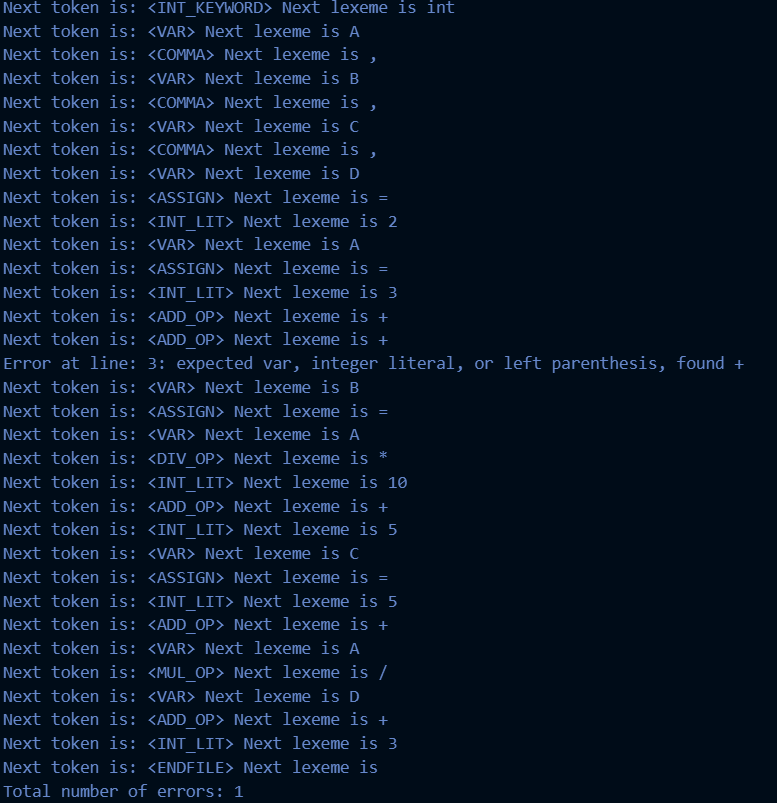 Next token is: <INT_KEYWORD> Next lexeme is int
Next token is: <VAR> Next lexeme is A
Next token is: <COMMA> Next lexeme is ,
Next token is: <VAR> Next lexeme is B
Next token is: <COMMA> Next lexeme is ,
Next token is: <VAR> Next lexeme is C
Next token is: <COMMA> Next lexeme is ,
Next token is: <VAR> Next lexeme is D
Next token is: <ASSIGN> Next lexeme is =
Next token is: <INT_LIT> Next lexeme is 2
Next token is: <VAR> Next lexeme is A
Next token is: <ASSIGN> Next lexeme is =
Next token is: <INT_LIT> Next lexeme is 3
Next token is: <ADD_OP> Next lexeme is +
Next token is: <ADD_OP> Next lexeme is +
Error at line: 3: expected var, integer literal, or left parenthesis, found +
Next token is: <VAR> Next lexeme is B
Next token is: <ASSIGN> Next lexeme is =
Next token is: <VAR> Next lexeme is A
Next token is: <DIV_OP> Next lexeme is *
Next token is: <INT_LIT> Next lexeme is 10
Next token is: <ADD_OP> Next lexeme is +
Next token is: <INT_LIT> Next lexeme is 5
Next token is: <VAR> Next lexeme is C
Next token is: <ASSIGN> Next lexeme is =
Next token is: <INT_LIT> Next lexeme is 5
Next token is: <ADD_OP> Next lexeme is +
Next token is: <VAR> Next lexeme is A
Next token is: <MUL_OP> Next lexeme is /
Next token is: <VAR> Next lexeme is D
Next token is: <ADD_OP> Next lexeme is +
Next token is: <INT_LIT> Next lexeme is 3
Next token is: <ENDFILE> Next lexeme is
Total number of errors: 1